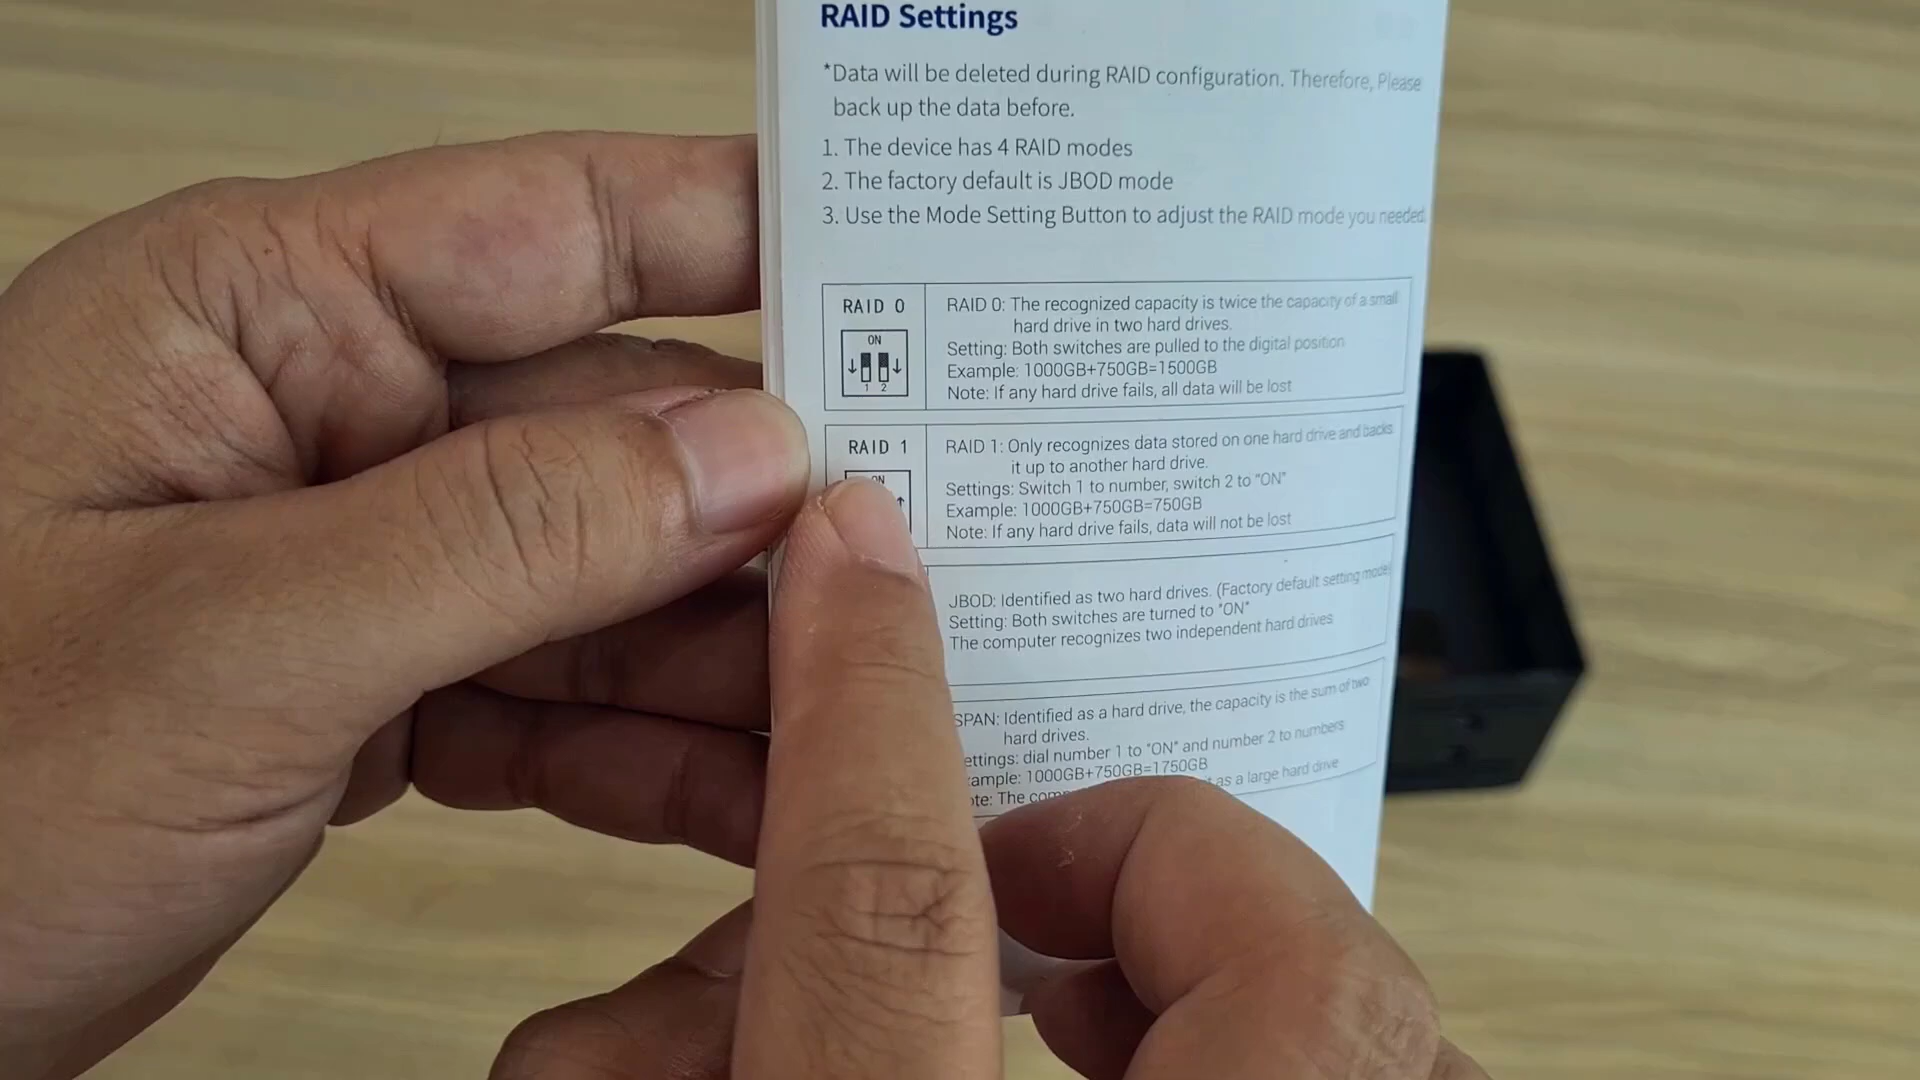 RAID Settings
*Data will be deleted during RAID configuration. Therefore, Please
back up the data before.
1. The device has 4 RAID modes
2. The factory default is JBOD mode
3. Use the Mode Setting Button to adjust the RAID mode you needed.
RAID 0
ON
1 2
RAID 0: The recognized capacity is twice the capacity of a small
hard drive in two hard drives.
Setting: Both switches are pulled to the digital position
Example: 1000GB+750GB=1500GB
Note: If any hard drive fails, all data will be lost
RAID 1
ON
RAID 1: Only recognizes data stored on one hard drive and backs
it up to another hard drive.
Settings: Switch 1 to number, switch 2 to "ON"
Example: 1000GB+750GB=750GB
Note: If any hard drive fails, data will not be lost
JBOD: Identified as two hard drives. (Factory default setting mode)
Setting: Both switches are turned to "ON"
The computer recognizes two independent hard drives
SPAN: Identified as a hard drive, the capacity is the sum of two
hard drives.
ettings: dial number 1 to "ON" and number 2 to numbers
ample: 1000GB+750GB=1750GB
te: The com as a large hard drive